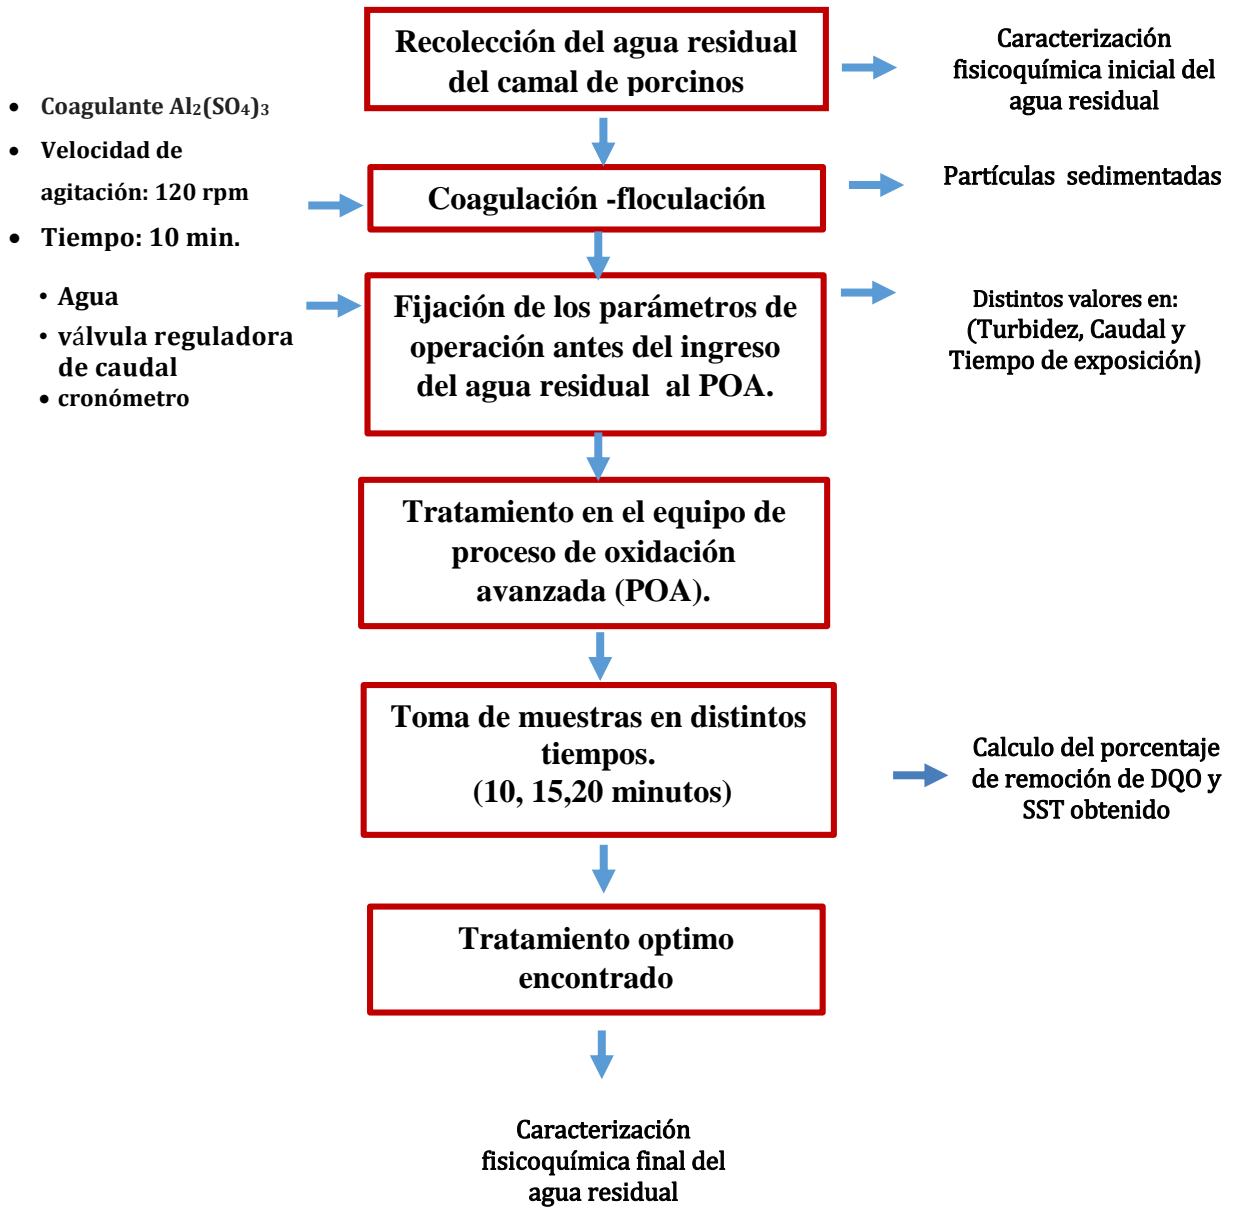 Recolección del agua residual
del camal de porcinos
Caracterización
fisicoquímica inicial del
agua residual
• Coagulante Al₂(SO₄)₃
• Velocidad de
agitación: 120 rpm
• Tiempo: 10 min.
Coagulación -floculación
Partículas sedimentadas
• Agua
• válvula reguladora
de caudal
• cronómetro
Fijación de los parámetros de
operación antes del ingreso
del agua residual al POA.
Distintos valores en:
(Turbidez, Caudal y
Tiempo de exposición)
Tratamiento en el equipo de
proceso de oxidación
avanzada (POA).
Toma de muestras en distintos
tiempos.
(10, 15,20 minutos)
Calculo del porcentaje
de remoción de DQO y
SST obtenido
Tratamiento optimo
encontrado
Caracterización
fisicoquímica final del
agua residual